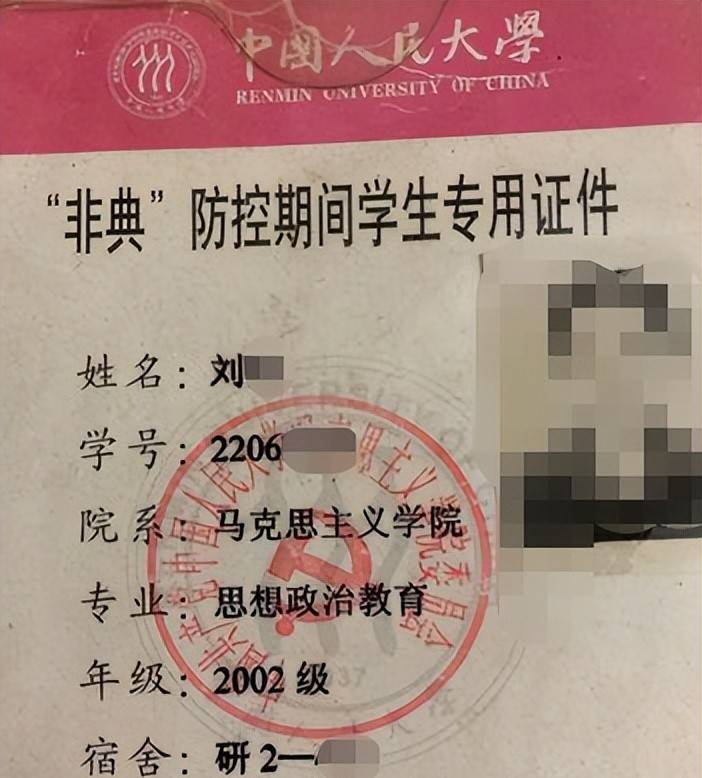 中國人民大學
RENMIN UNIVERSITY OF CHINA
“非典”防控期间学生专用证件
姓名：刘
学号：2206
院系：马克思主义学院
专业：思想政治教育
年级：2002级
宿舍：研2—